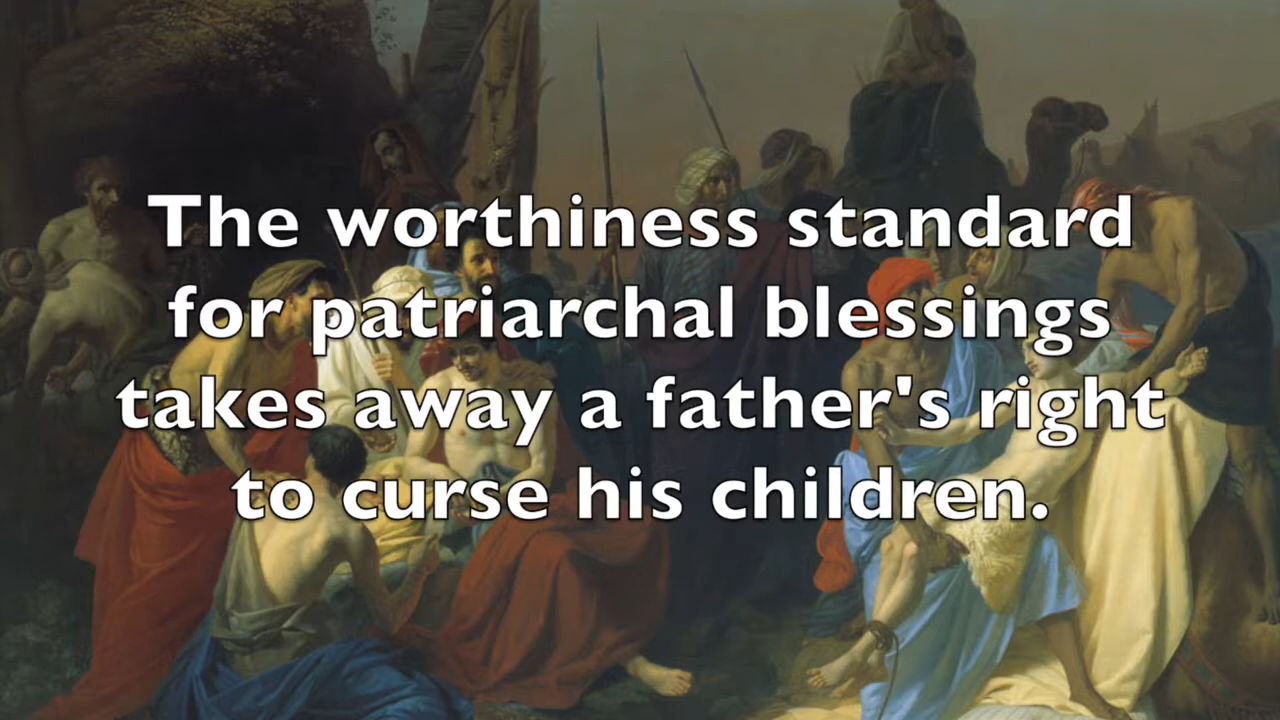 The worthiness standard
for patriarchal blessings
takes away a father's right
to curse his children.